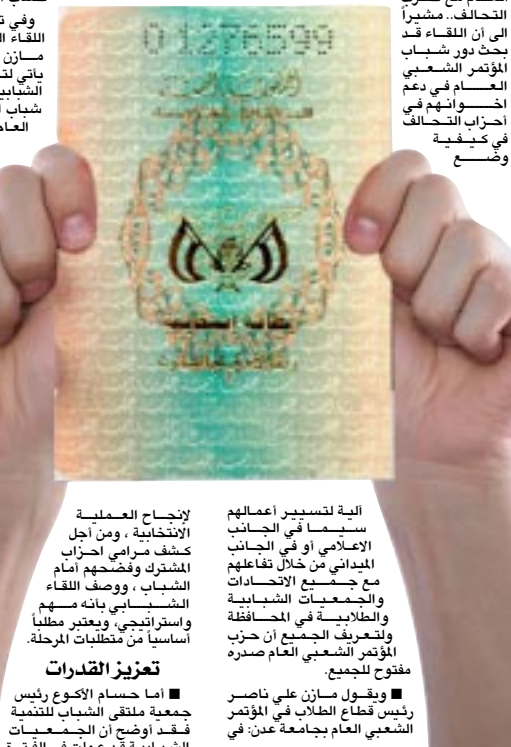 التحالف.. مشيراً
الى أن اللقاء قد
بحث دور شباب
المؤتمر الشعبي
العام في دعم
اخوانهم في
أحزاب التحالف
في كيفية
وضع
آلية لتسيير أعمالهم
سيما في الجانب
الاعلامي أو في الجانب
الميداني من خلال تفاعلهم
مع جميع الاتحادات
والجمعيات الشبابية
والطلابية في المحافظة
ولتعريف الجميع أن حزب
المؤتمر الشعبي العام صدره
مفتوح للجميع.
■ ويقول مازن علي ناصر
رئيس قطاع الطلاب في المؤتمر
الشعبي العام بجامعة عدن: في
وفي
اللقاء
مازن
يأتي
شباب
01276599
بطاقة إنتخابية
لإنجاح العملية
الانتخابية ، ومن أجل
كشف مرامي احزاب
المشترك وفضحهم أمام
الشباب ، ووصف اللقاء
الشبابي بأنه مهم
واستراتيجي، ويعتبر مطلباً
أساسياً من متطلبات المرحلة.
تعزيز القدرات
■ أما حسام الأكوع رئيس
جمعية ملتقى الشباب للتنمية
فقد أوضح أن الجمعيات